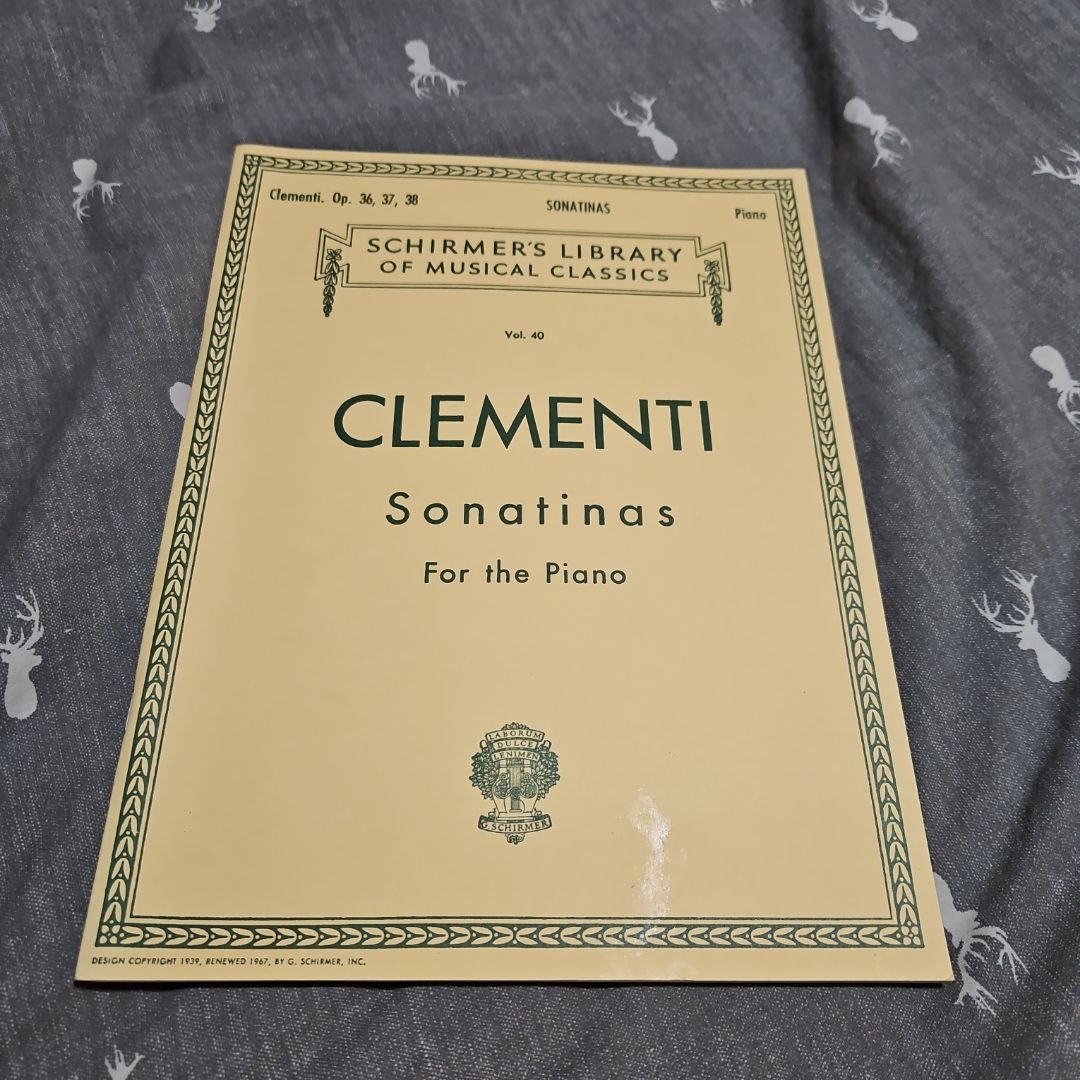 Clementi. Op. 36, 37, 38 SONATINAS Piano
SCHIRMER'S LIBRARY
OF MUSICAL CLASSICS
Vol. 40
CLEMENTI
Sonatinas
For the Piano
LABORUM
DULCE
LENIMEN
G. SCHIRMER
DESIGN COPYRIGHT 1939, RENEWED 1967, BY G. SCHIRMER, INC.